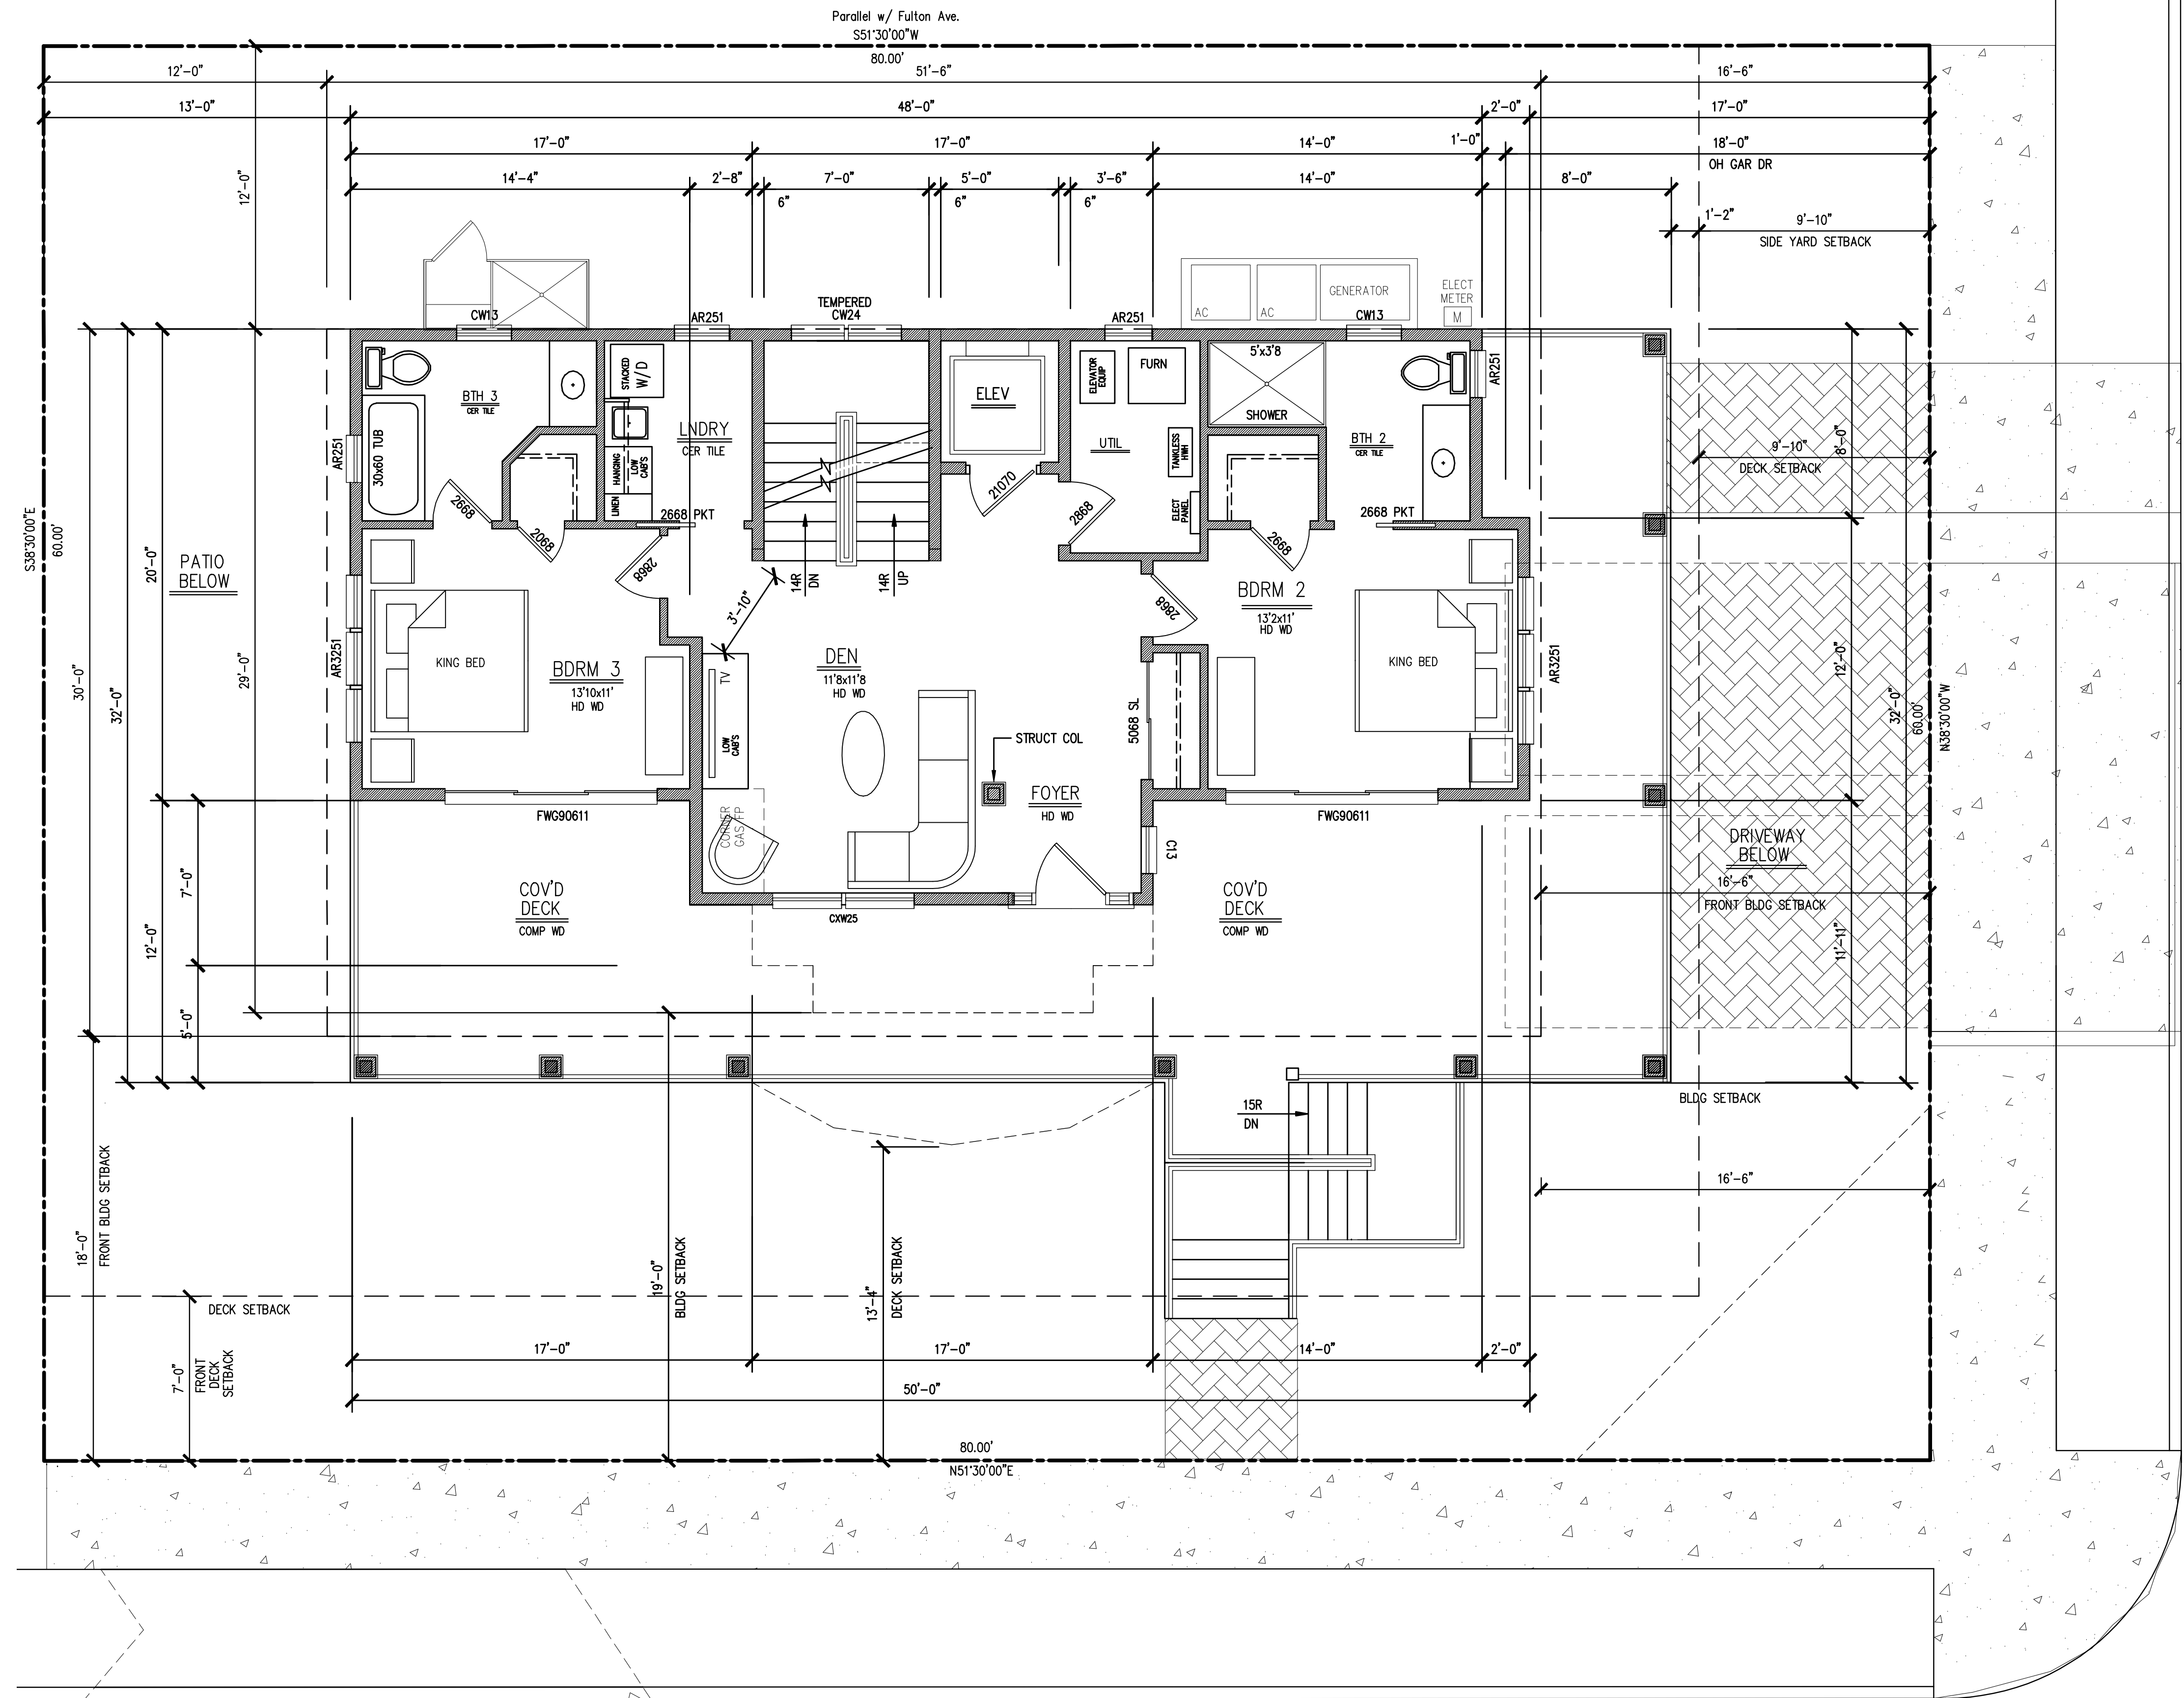 Parallel w/ Fulton Ave.
S51°30'00"W
80.00'
12'-0"
51'-6"
16'-6"
13'-0"
48'-0"
2'-0"
17'-0"
17'-0"
17'-0"
14'-0"
1'-0"
18'-0"
OH GAR DR
14'-4"
2'-8"
7'-0"
5'-0"
3'-6"
14'-0"
8'-0"
6"
6"
6"
12'-0"
1'-2"
9'-10"
SIDE YARD SETBACK
AC
AC
GENERATOR
ELECT
METER
M
CW13
AR251
TEMPERED
CW24
AR251
CW13
AR251
BTH 3
CER TILE
30x60 TUB
AR251
STACKED
W/D
LNDRY
CER TILE
HANGING
LOW
CAB'S
LINEN
ELEV
ELEVATOR
EQUIP
FURN
UTIL
TANKLESS
HWH
ELECT
PANEL
5'x3'8
SHOWER
BTH 2
CER TILE
2668
2068
2668 PKT
2868
21070
2868
2668
2668 PKT
2868
14R
DN
14R
UP
3'-10"
S38°30'00"E
60.00'
PATIO
BELOW
30'-0"
32'-0"
20'-0"
29'-0"
AR3251
KING BED
BDRM 3
13'10x11'
HD WD
TV
LOW
CAB'S
DEN
11'8x11'8
HD WD
STRUCT COL
FOYER
HD WD
5068 SL
BDRM 2
13'2x11'
HD WD
KING BED
AR3251
9'-10"
DECK SETBACK
8'-0"
12'-0"
32'-0"
60.00'
N38°30'00"W
CORNER
GAS FP
FWG90611
FWG90611
C13
CXW25
COV'D
DECK
COMP WD
COV'D
DECK
COMP WD
DRIVEWAY
BELOW
16'-6"
FRONT BLDG SETBACK
11'-11"
7'-0"
12'-0"
5'-0"
BLDG SETBACK
15R
DN
16'-6"
18'-0"
FRONT BLDG SETBACK
19'-0"
BLDG SETBACK
13'-4"
DECK SETBACK
DECK SETBACK
7'-0"
FRONT
DECK
SETBACK
17'-0"
17'-0"
14'-0"
2'-0"
50'-0"
80.00'
N51°30'00"E